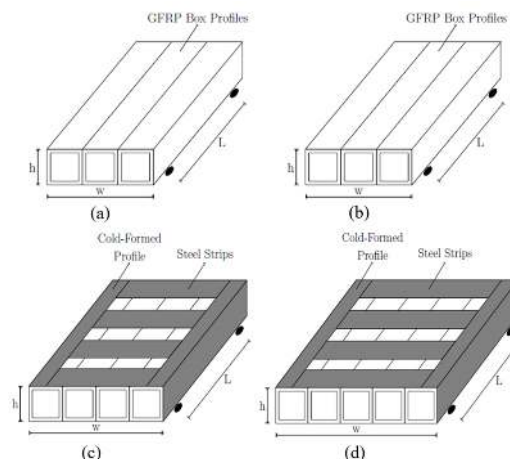 GFRP Box Profiles
GFRP Box Profiles
h
L
w
(a)
h
L
w
(b)
Cold-Formed
Profile
Steel Strips
h
L
w
(c)
Cold-Formed
Profile
Steel Strips
h
L
w
(d)